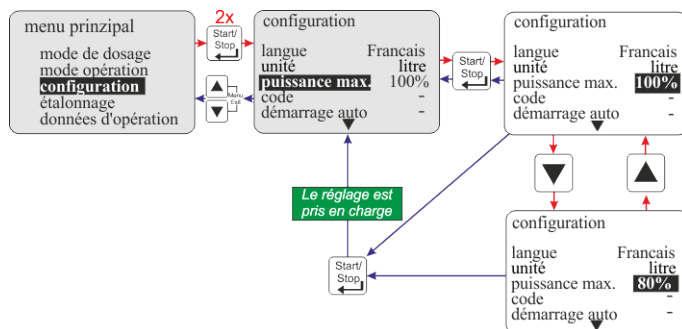 menu prinzipal
mode de dosage
mode opération
configuration
étalonnage
données d'opération
2x
Start/
Stop
Menu
Exit
configuration
langue Francais
unité litre
puissance max. 100%
code -
démarrage auto -
Start/
Stop
configuration
langue Francais
unité litre
puissance max. 100%
code -
démarrage auto -
Le réglage est
pris en charge
Start/
Stop
configuration
langue Francais
unité litre
puissance max. 80%
code -
démarrage auto -